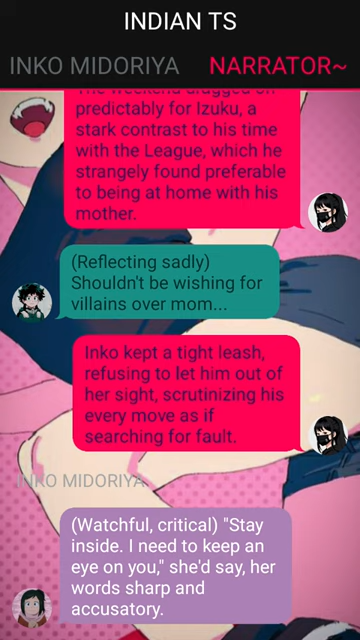 INDIAN TS
INKO MIDORIYA NARRATOR~
The weekend dragged on
predictably for Izuku, a
stark contrast to his time
with the League, which he
strangely found preferable
to being at home with his
mother.
(Reflecting sadly)
Shouldn't be wishing for
villains over mom...
Inko kept a tight leash,
refusing to let him out of
her sight, scrutinizing his
every move as if
searching for fault.
INKO MIDORIYA
(Watchful, critical) "Stay
inside. I need to keep an
eye on you," she'd say, her
words sharp and
accusatory.